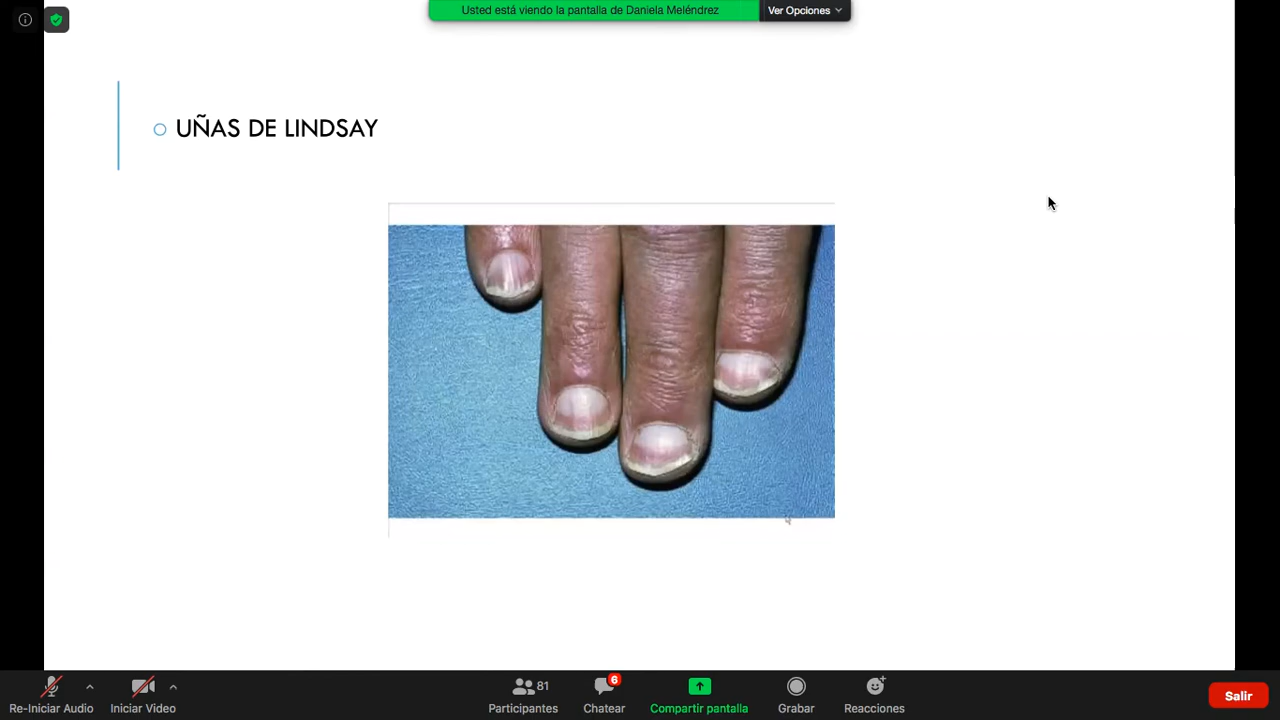 Usted está viendo la pantalla de Daniela Meléndrez
Ver Opciones
UÑAS DE LINDSAY
81
6
Re-Iniciar Audio
Iniciar Video
Participantes
Chatear
Compartir pantalla
Grabar
Reacciones
Salir